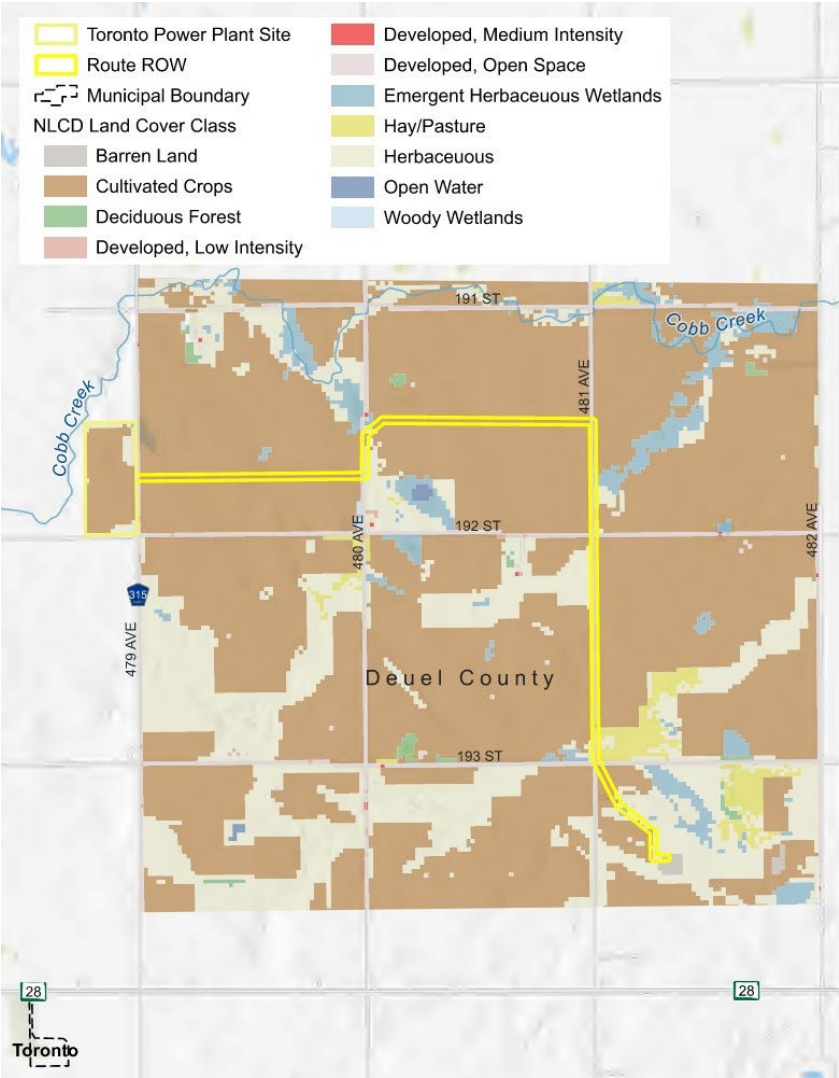 Toronto Power Plant Site
Route ROW
Municipal Boundary
NLCD Land Cover Class
Barren Land
Cultivated Crops
Deciduous Forest
Developed, Low Intensity
Developed, Medium Intensity
Developed, Open Space
Emergent Herbaceuous Wetlands
Hay/Pasture
Herbaceuous
Open Water
Woody Wetlands
191 ST
Cobb Creek
481 AVE
Cobb Creek
192 ST
480 AVE
482 AVE
315
479 AVE
Deuel County
193 ST
28
28
Toronto